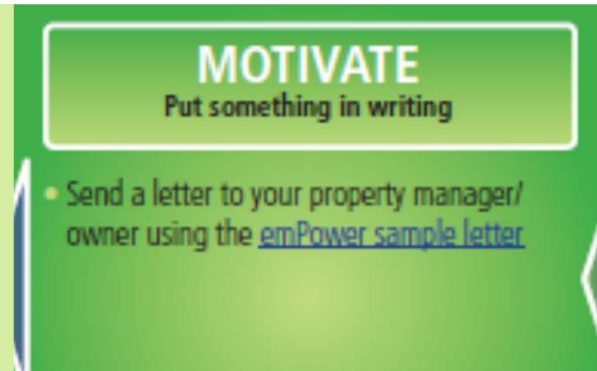 MOTIVATE
Put something in writing
• Send a letter to your property manager/
owner using the emPower sample letter